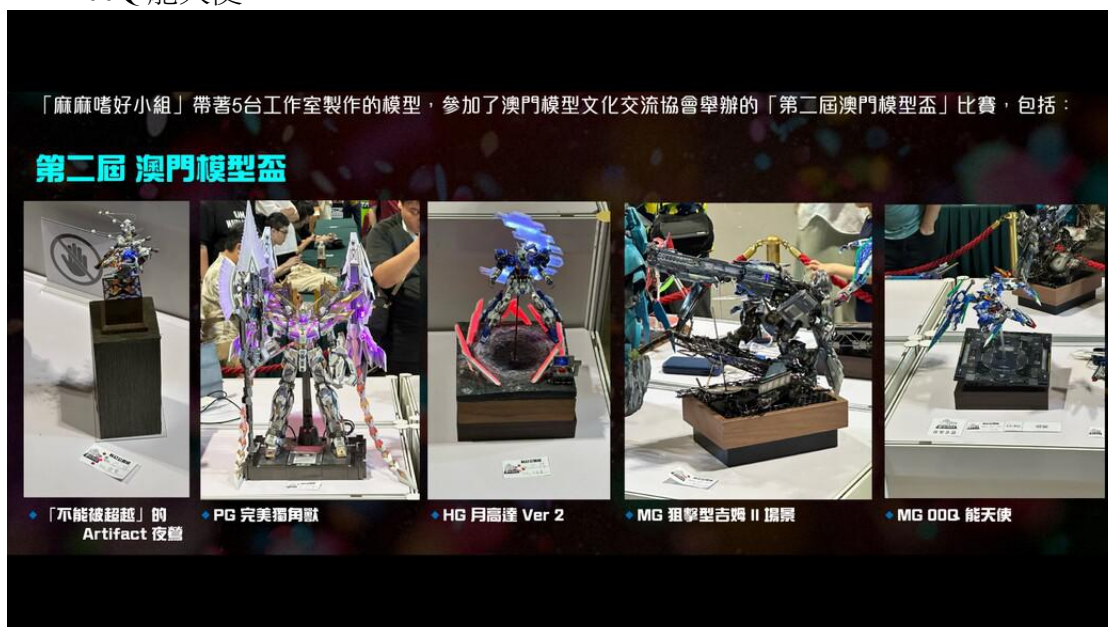 00Q 能天使
「麻麻嗜好小組」帶著5台工作室製作的模型，參加了澳門模型文化交流協會舉辦的「第二屆澳門模型盃」比賽，包括：
第二屆 澳門模型盃
「不能被超越」的
Artifact 夜鶯
PG 完美獨角獸
HG 月高達 Ver 2
MG 狙擊型吉姆 II 場景
MG 00Q 能天使